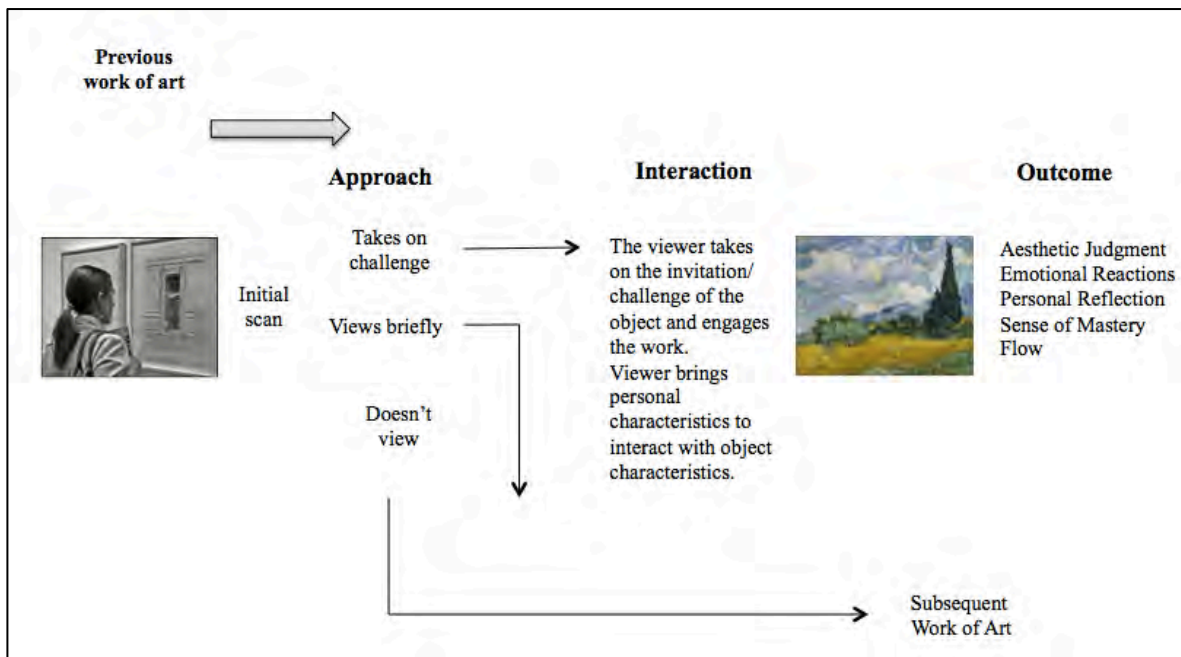 Previous
work of art
Approach
Interaction
Outcome
Initial
scan
Takes on
challenge
Views briefly
Doesn’t
view
The viewer takes
on the invitation/
challenge of the
object and engages
the work.
Viewer brings
personal
characteristics to
interact with object
characteristics.
Aesthetic Judgment
Emotional Reactions
Personal Reflection
Sense of Mastery
Flow
Subsequent
Work of Art